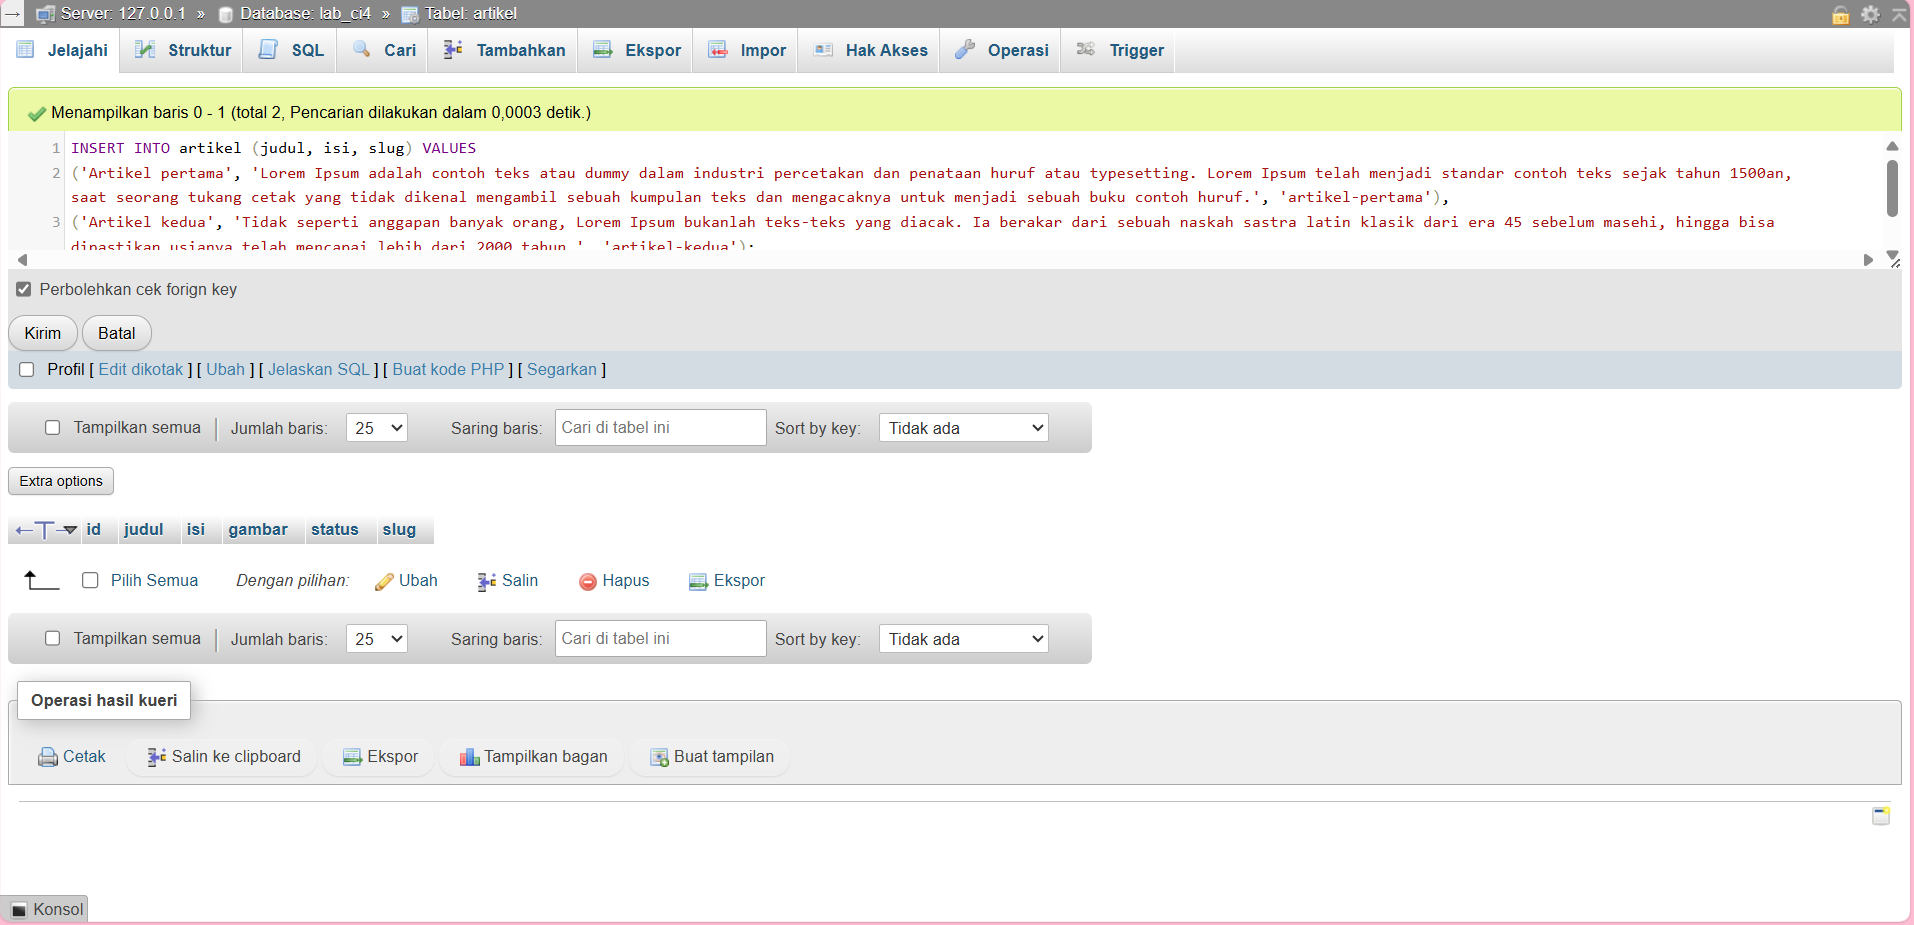 Server: 127.0.0.1 » Database: lab_ci4 » Tabel: artikel
Jelajahi Struktur SQL Cari Tambahkan Ekspor Impor Hak Akses Operasi Trigger
Menampilkan baris 0 - 1 (total 2, Pencarian dilakukan dalam 0,0003 detik.)
1 INSERT INTO artikel (judul, isi, slug) VALUES
2 ('Artikel pertama', 'Lorem Ipsum adalah contoh teks atau dummy dalam industri percetakan dan penataan huruf atau typesetting. Lorem Ipsum telah menjadi standar contoh teks sejak tahun 1500an,
saat seorang tukang cetak yang tidak dikenal mengambil sebuah kumpulan teks dan mengacaknya untuk menjadi sebuah buku contoh huruf.', 'artikel-pertama'),
3 ('Artikel kedua', 'Tidak seperti anggapan banyak orang, Lorem Ipsum bukanlah teks-teks yang diacak. Ia berakar dari sebuah naskah sastra latin klasik dari era 45 sebelum masehi, hingga bisa
dipastikan usianya telah mencapai lebih dari 2000 tahun.', 'artikel-kedua');
Perbolehkan cek forign key
Kirim Batal
Profil [ Edit dikotak ] [ Ubah ] [ Jelaskan SQL ] [ Buat kode PHP ] [ Segarkan ]
Tampilkan semua Jumlah baris: 25 Saring baris: Cari di tabel ini Sort by key: Tidak ada
Extra options
←T→ id judul isi gambar status slug
Pilih Semua Dengan pilihan: Ubah Salin Hapus Ekspor
Tampilkan semua Jumlah baris: 25 Saring baris: Cari di tabel ini Sort by key: Tidak ada
Operasi hasil kueri
Cetak Salin ke clipboard Ekspor Tampilkan bagan Buat tampilan
Konsol